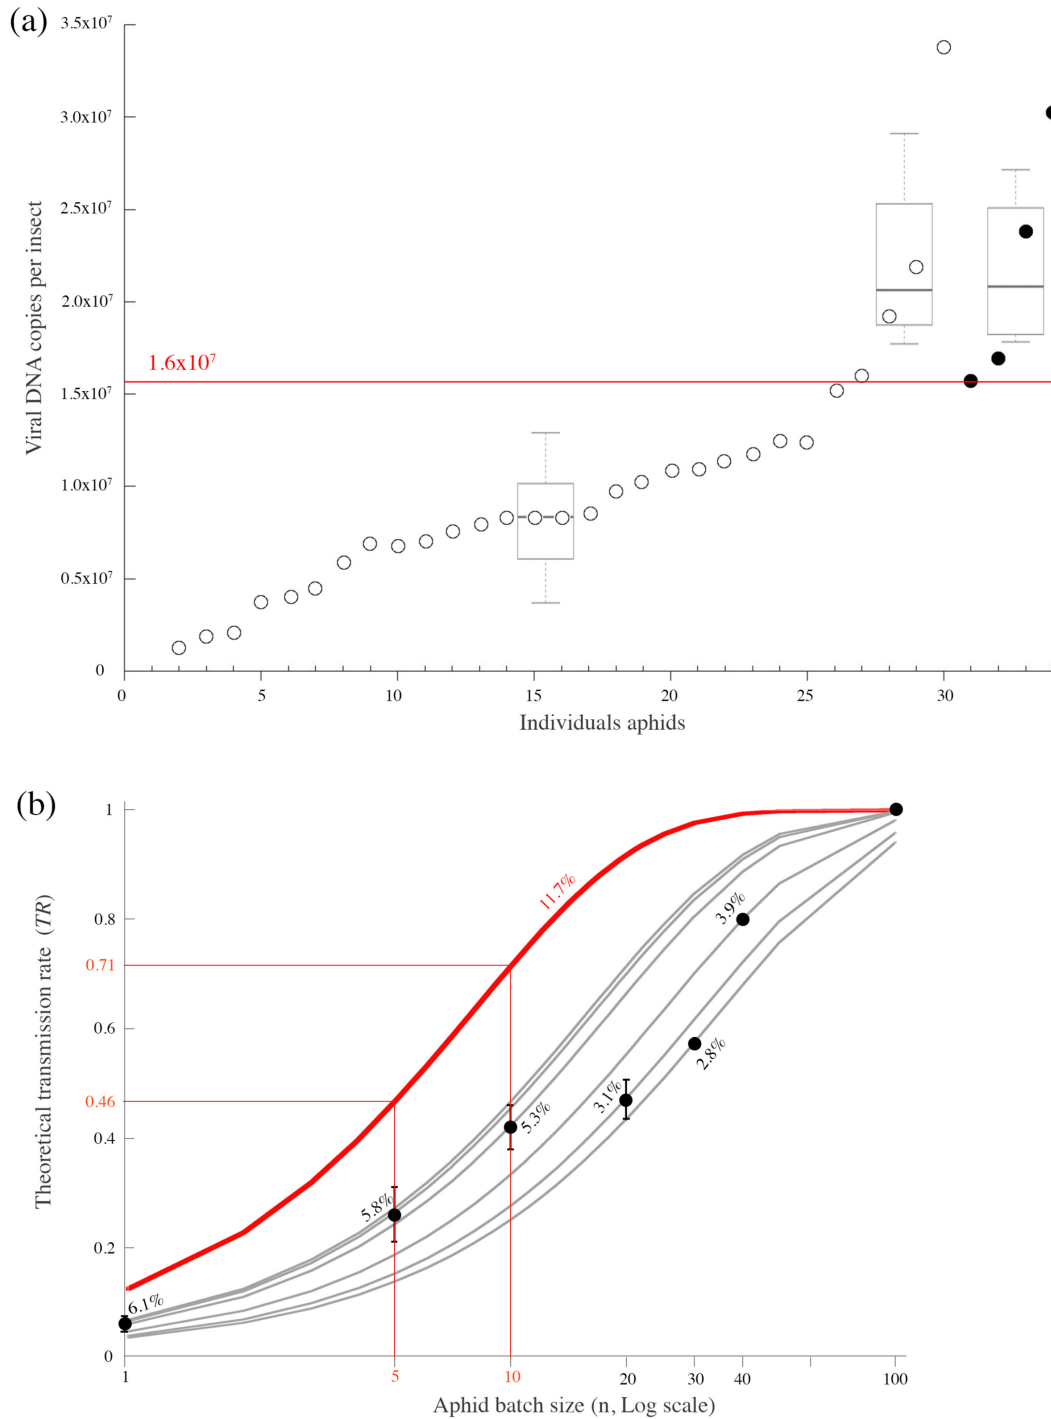 (a)
3.5x10⁷
3.0x10⁷
2.5x10⁷
2.0x10⁷
1.5x10⁷
1.0x10⁷
0.5x10⁷
0
Viral DNA copies per insect
1.6x10⁷
0 5 10 15 20 25 30
Individuals aphids
(b)
1
0.8
0.71
0.6
0.46
0.4
0.2
0
Theoretical transmission rate (TR)
11.7%
3.9%
2.8%
3.1%
5.3%
5.8%
6.1%
1 5 10 20 30 40 100
Aphid batch size (n, Log scale)